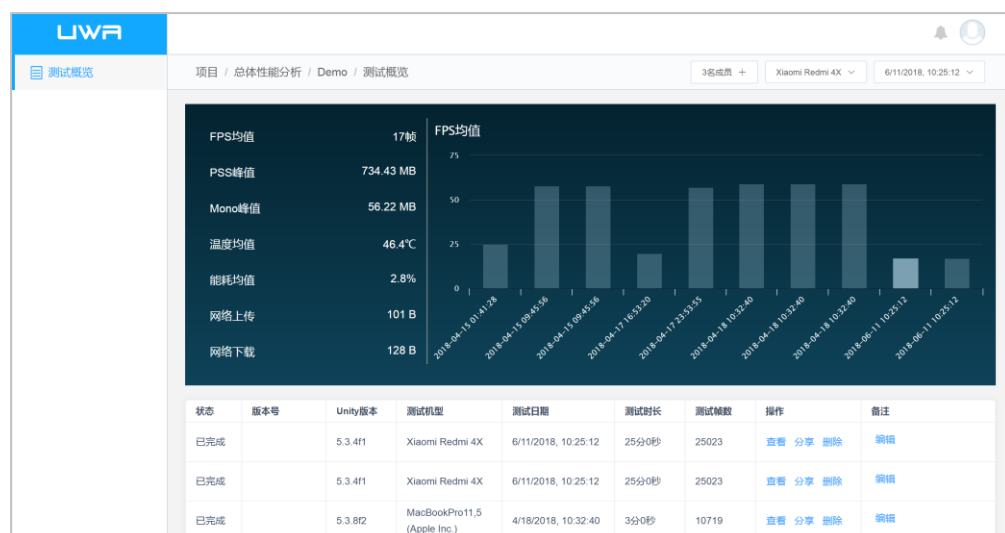 UWA
测试概览
项目 / 总体性能分析 / Demo / 测试概览
3名成员 +
Xiaomi Redmi 4X
6/11/2018, 10:25:12
FPS均值 17帧
PSS峰值 734.43 MB
Mono峰值 56.22 MB
温度均值 46.4℃
能耗均值 2.8%
网络上传 101 B
网络下载 128 B
FPS均值
75
50
25
0
2018-04-15 01:41:28
2018-04-15 09:45:56
2018-04-15 09:45:56
2018-04-17 16:53:20
2018-04-17 23:53:55
2018-04-18 10:32:40
2018-04-18 10:32:40
2018-04-18 10:32:40
2018-06-11 10:25:12
2018-06-11 10:25:12
状态 版本号 Unity版本 测试机型 测试日期 测试时长 测试帧数 操作 备注
已完成 5.3.4f1 Xiaomi Redmi 4X 6/11/2018, 10:25:12 25分0秒 25023 查看 分享 删除 编辑
已完成 5.3.4f1 Xiaomi Redmi 4X 6/11/2018, 10:25:12 25分0秒 25023 查看 分享 删除 编辑
已完成 5.3.8f2 MacBookPro11,5 (Apple Inc.) 4/18/2018, 10:32:40 3分0秒 10719 查看 分享 删除 编辑